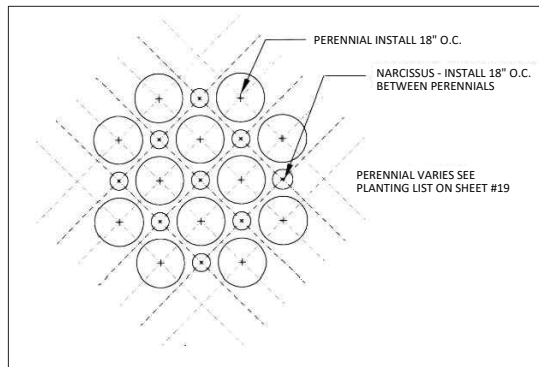 PERENNIAL INSTALL 18" O.C.
NARCISSUS - INSTALL 18" O.C.
BETWEEN PERENNIALS
PERENNIAL VARIES SEE
PLANTING LIST ON SHEET #19